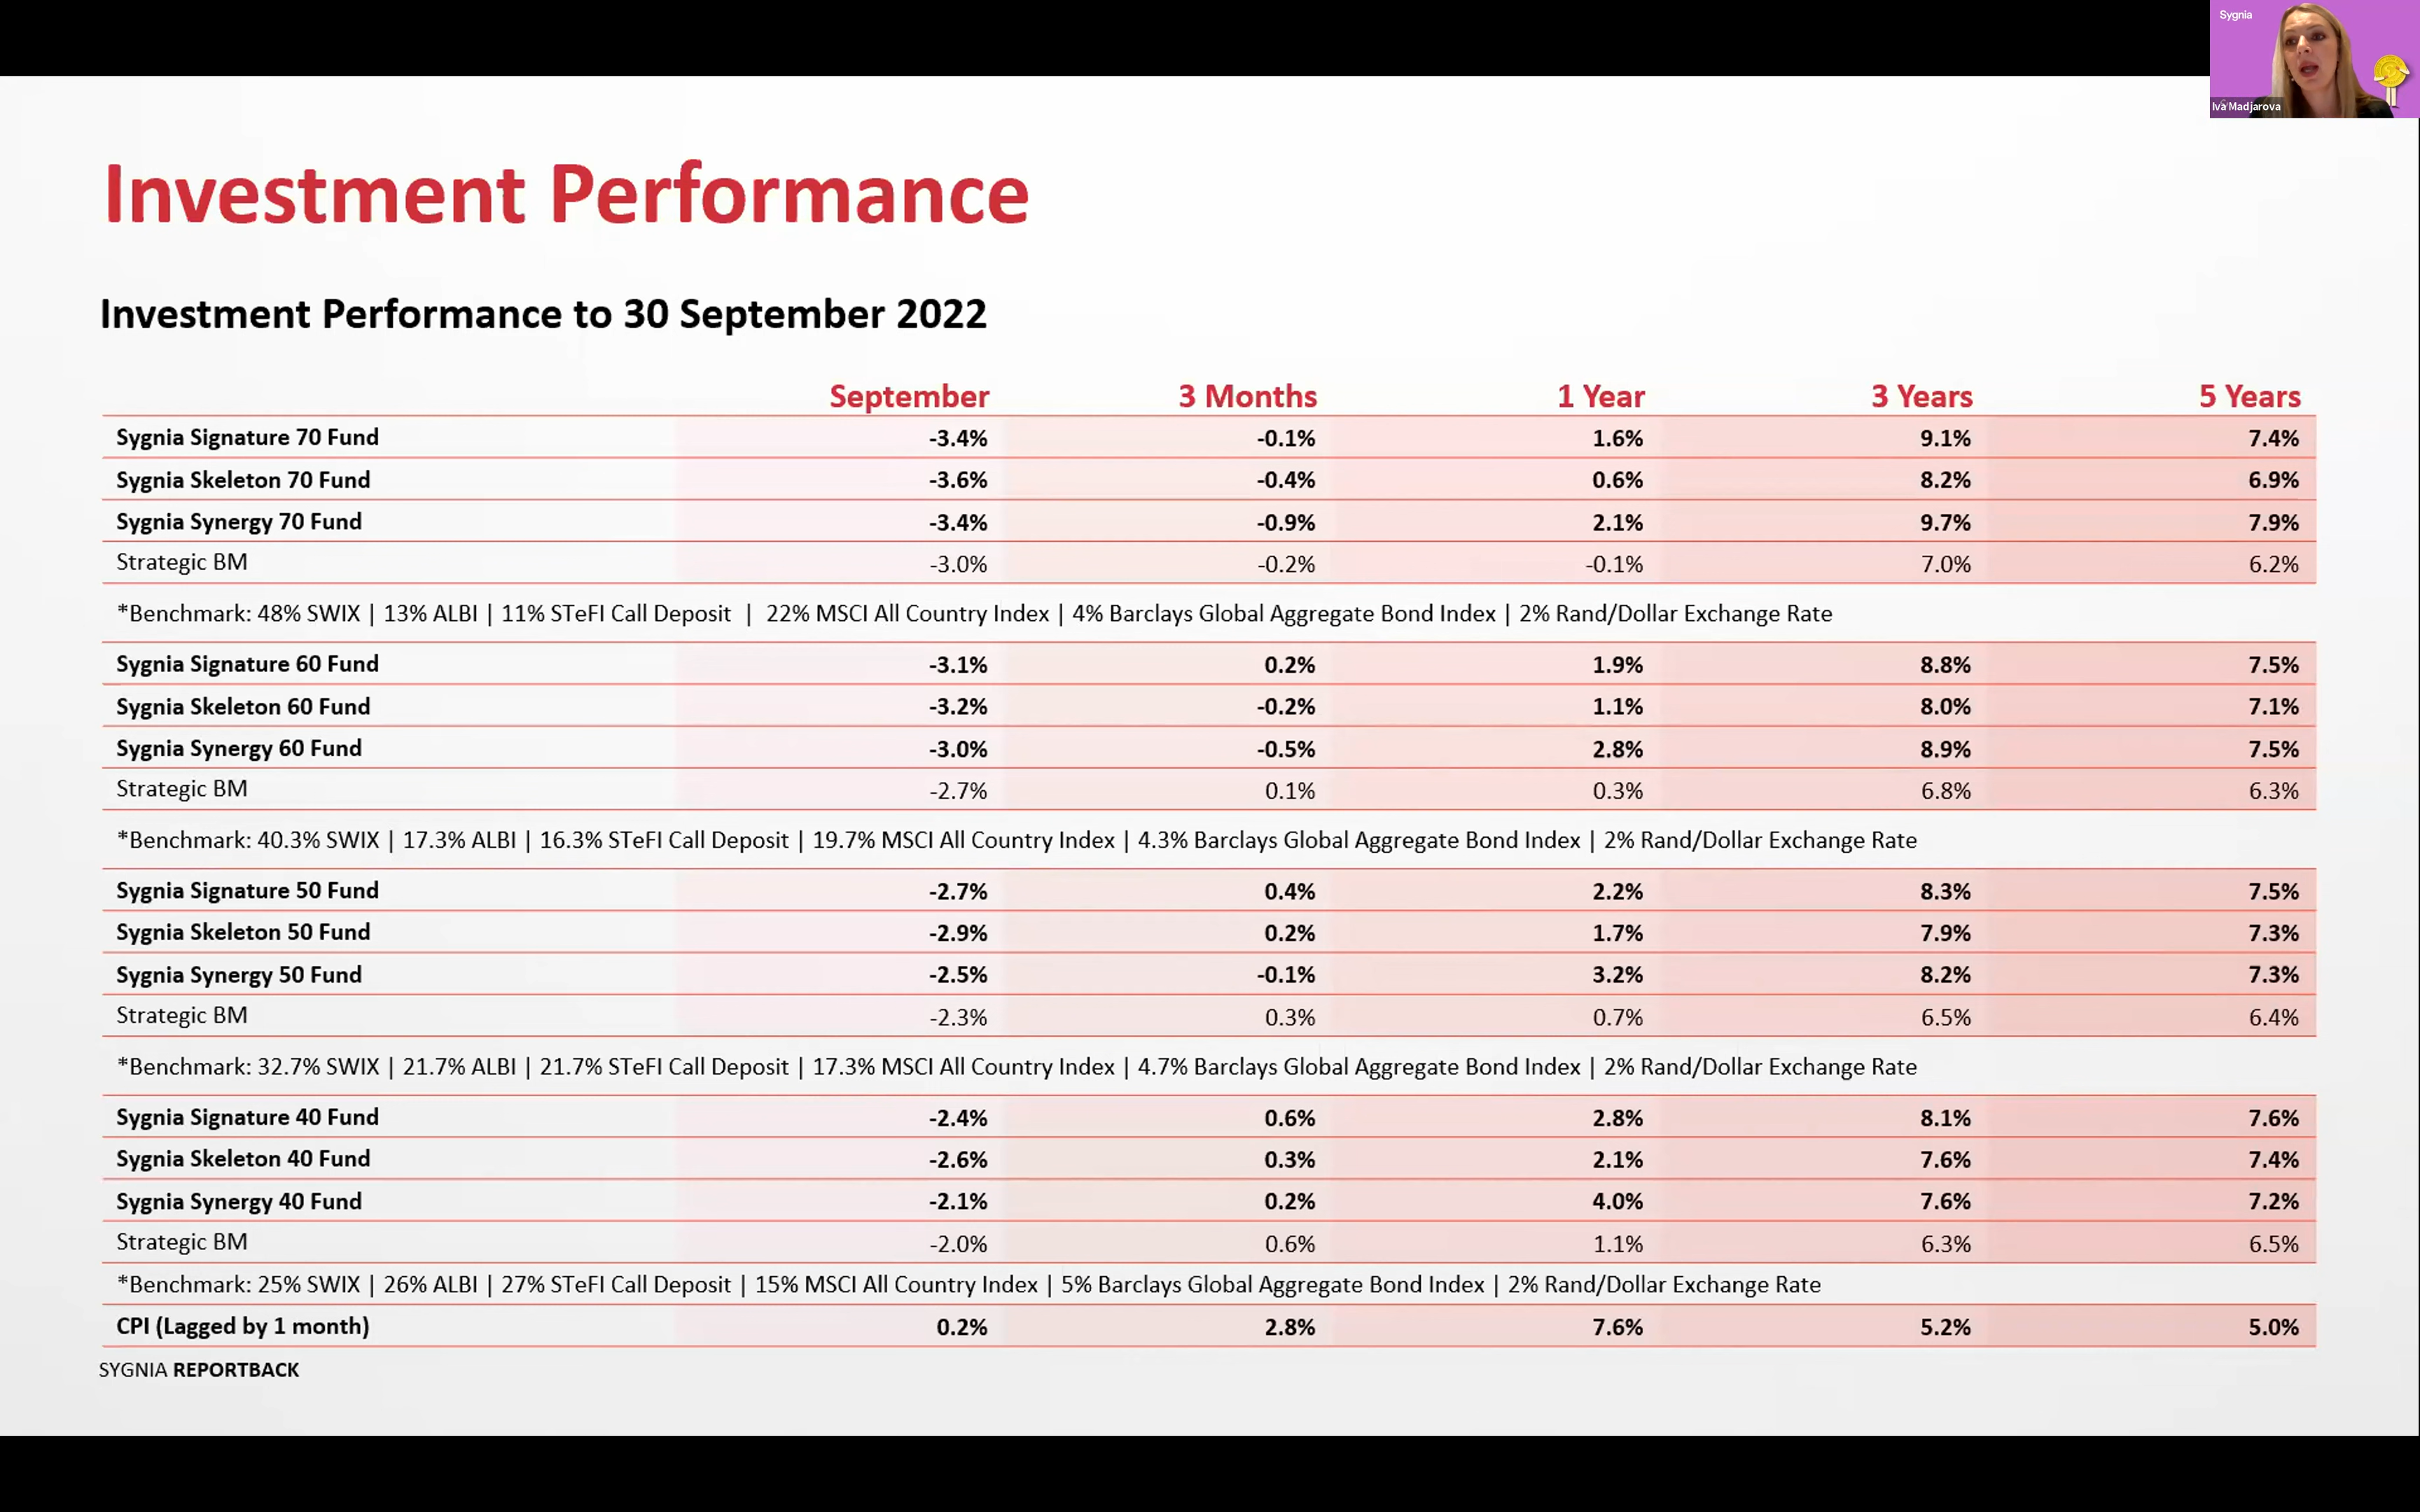 Sygnia
Iva Madjarova
Investment Performance
Investment Performance to 30 September 2022
September 3 Months 1 Year 3 Years 5 Years
Sygnia Signature 70 Fund -3.4% -0.1% 1.6% 9.1% 7.4%
Sygnia Skeleton 70 Fund -3.6% -0.4% 0.6% 8.2% 6.9%
Sygnia Synergy 70 Fund -3.4% -0.9% 2.1% 9.7% 7.9%
Strategic BM -3.0% -0.2% -0.1% 7.0% 6.2%
*Benchmark: 48% SWIX | 13% ALBI | 11% STeFI Call Deposit | 22% MSCI All Country Index | 4% Barclays Global Aggregate Bond Index | 2% Rand/Dollar Exchange Rate
Sygnia Signature 60 Fund -3.1% 0.2% 1.9% 8.8% 7.5%
Sygnia Skeleton 60 Fund -3.2% -0.2% 1.1% 8.0% 7.1%
Sygnia Synergy 60 Fund -3.0% -0.5% 2.8% 8.9% 7.5%
Strategic BM -2.7% 0.1% 0.3% 6.8% 6.3%
*Benchmark: 40.3% SWIX | 17.3% ALBI | 16.3% STeFI Call Deposit | 19.7% MSCI All Country Index | 4.3% Barclays Global Aggregate Bond Index | 2% Rand/Dollar Exchange Rate
Sygnia Signature 50 Fund -2.7% 0.4% 2.2% 8.3% 7.5%
Sygnia Skeleton 50 Fund -2.9% 0.2% 1.7% 7.9% 7.3%
Sygnia Synergy 50 Fund -2.5% -0.1% 3.2% 8.2% 7.3%
Strategic BM -2.3% 0.3% 0.7% 6.5% 6.4%
*Benchmark: 32.7% SWIX | 21.7% ALBI | 21.7% STeFI Call Deposit | 17.3% MSCI All Country Index | 4.7% Barclays Global Aggregate Bond Index | 2% Rand/Dollar Exchange Rate
Sygnia Signature 40 Fund -2.4% 0.6% 2.8% 8.1% 7.6%
Sygnia Skeleton 40 Fund -2.6% 0.3% 2.1% 7.6% 7.4%
Sygnia Synergy 40 Fund -2.1% 0.2% 4.0% 7.6% 7.2%
Strategic BM -2.0% 0.6% 1.1% 6.3% 6.5%
*Benchmark: 25% SWIX | 26% ALBI | 27% STeFI Call Deposit | 15% MSCI All Country Index | 5% Barclays Global Aggregate Bond Index | 2% Rand/Dollar Exchange Rate
CPI (Lagged by 1 month) 0.2% 2.8% 7.6% 5.2% 5.0%
SYGNIA REPORTBACK